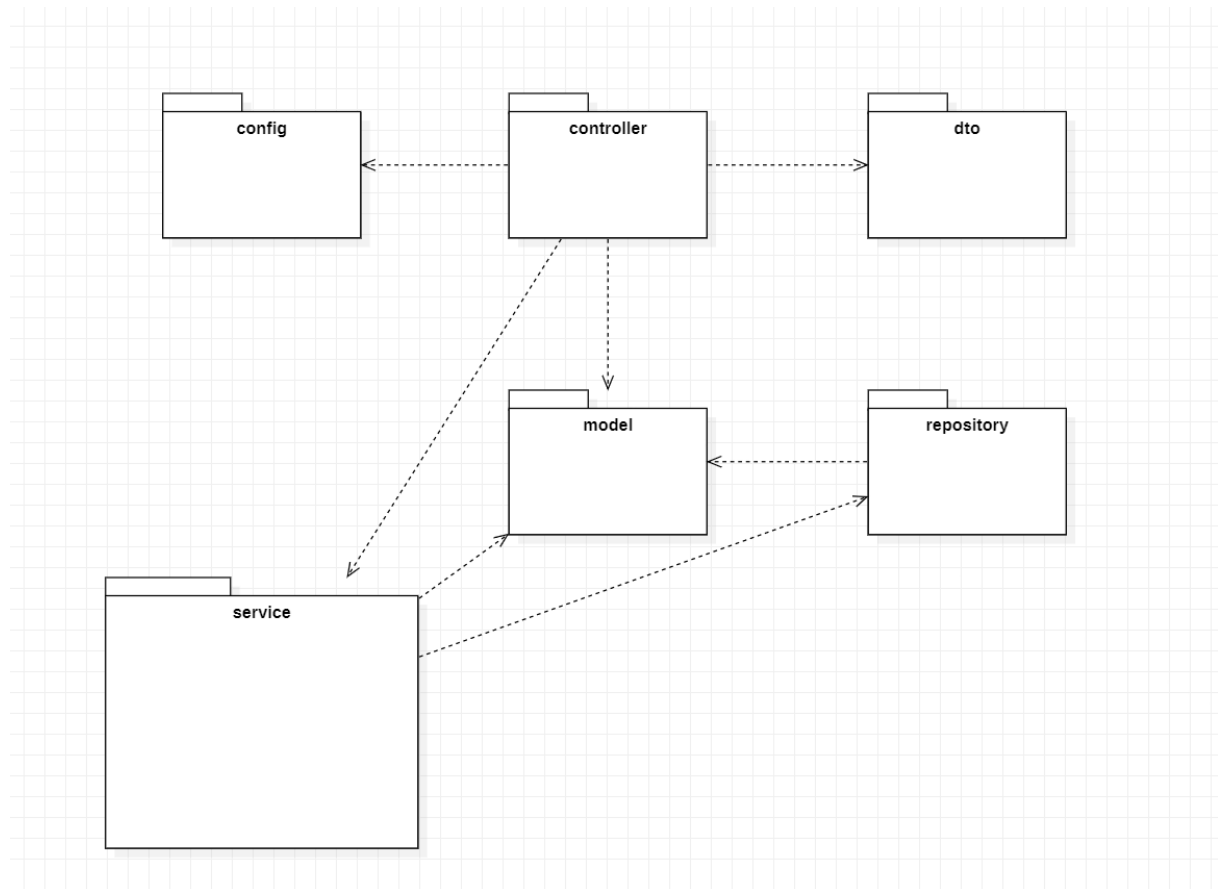 config
controller
dto
model
repository
service